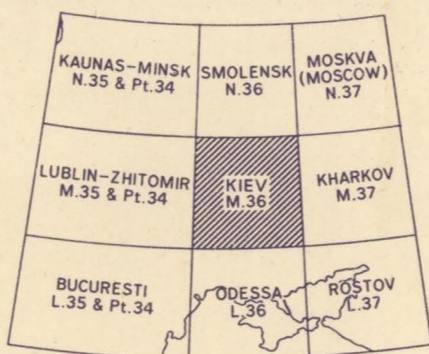 KAUNAS-MINSK
N.35 & Pt.34
SMOLENSK
N.36
MOSKVA
(MOSCOW)
N.37
LUBLIN-ZHITOMIR
M.35 & Pt.34
KIEV
M.36
KHARKOV
M.37
BUCURESTI
L.35 & Pt.34
ODESSA
L.36
ROSTOV
L.37